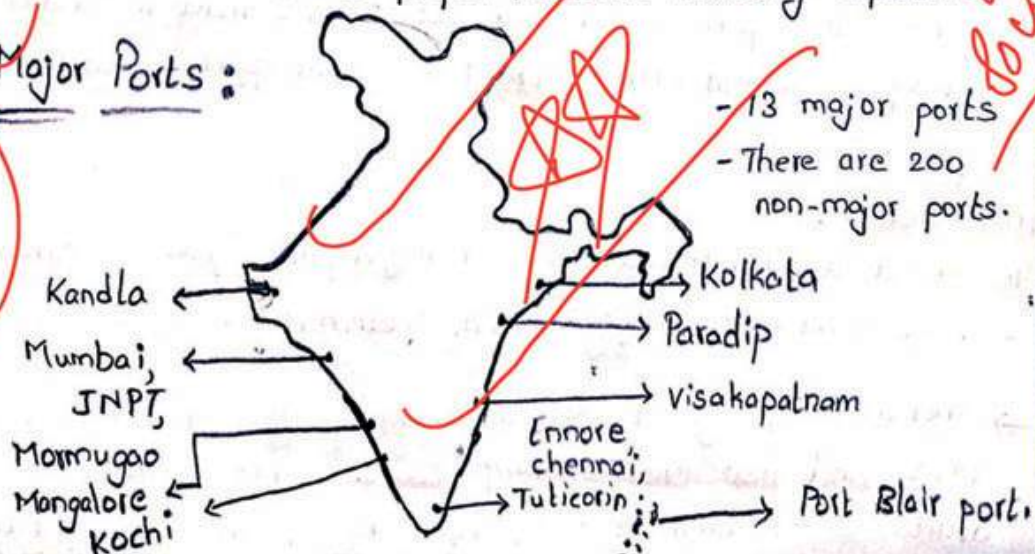 Major Ports :
- 13 major ports
- There are 200
non-major ports.
Kandla
Mumbai,
JNPT,
Mormugao
Mangalore
Kochi
Kolkata
Paradip
visakapatnam
Ennore
chennai,
Tuticorin
Port Blair port.